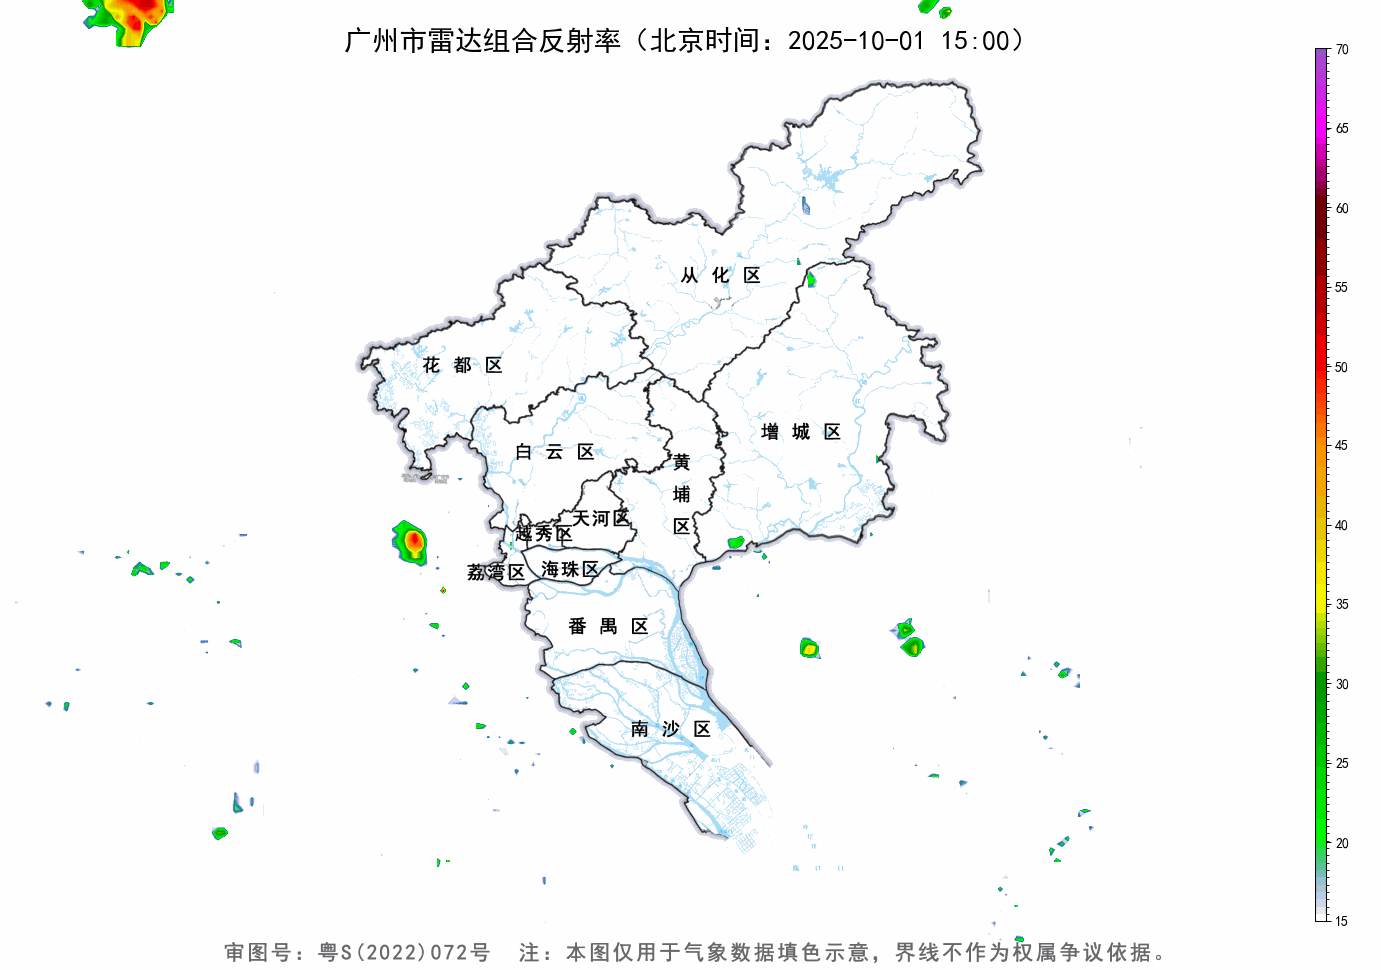 广州市雷达组合反射率（北京时间：2025-10-01 15:00）
70
65
60
55
50
45
40
35
30
25
20
15
从化区
花都区
增城区
白云区
黄埔区
天河区
越秀区
荔湾区
海珠区
番禺区
南沙区
审图号：粤S(2022)072号 注：本图仅用于气象数据填色示意，界线不作为权属争议依据。